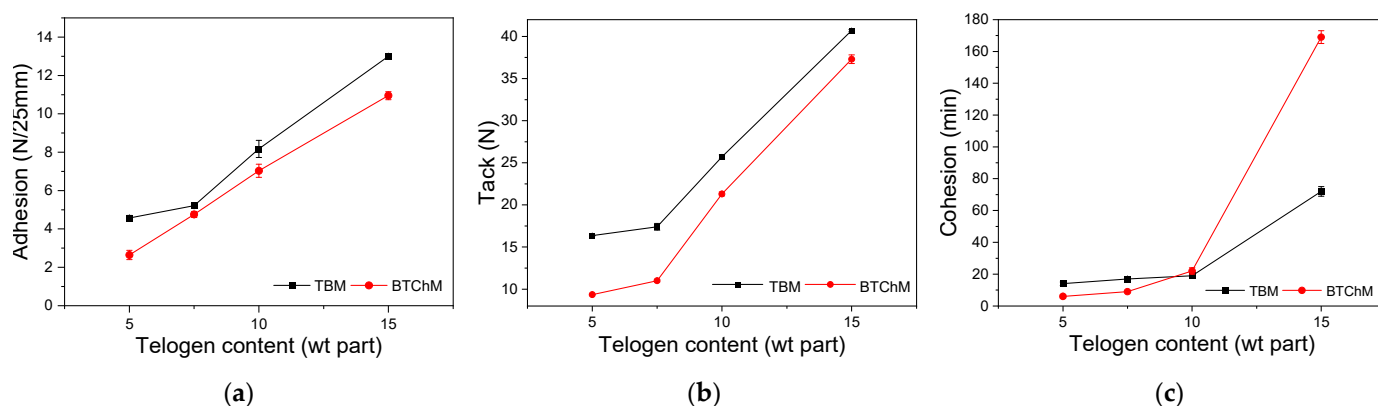 14
12
10
8
6
4
2
0
Adhesion (N/25mm)
TBM
BTChM
5
10
15
Telogen content (wt part)
(a)
40
35
30
25
20
15
10
Tack (N)
TBM
BTChM
5
10
15
Telogen content (wt part)
(b)
180
160
140
120
100
80
60
40
20
0
Cohesion (min)
TBM
BTChM
5
10
15
Telogen content (wt part)
(c)